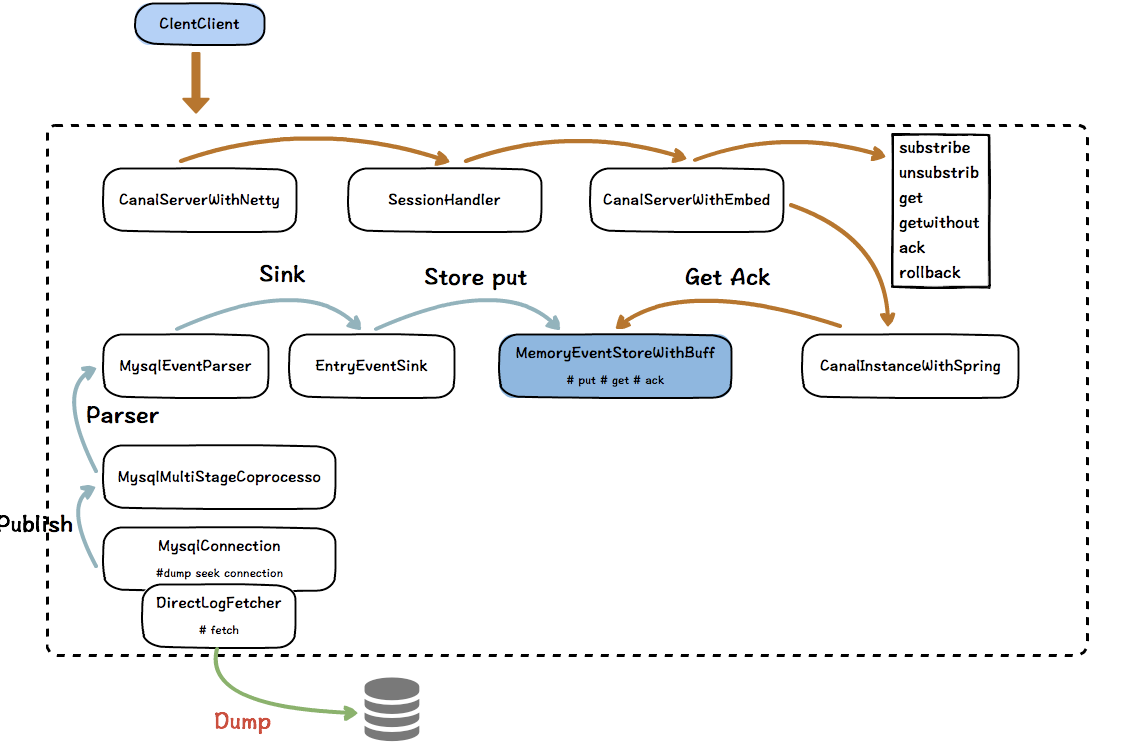 ClentClient
CanalServerWithNetty
SessionHandler
CanalServerWithEmbed
substribe
unsubstrib
get
getwithout
ack
rollback
Sink
Store put
Get Ack
MysqlEventParser
EntryEventSink
MemoryEventStoreWithBuff
# put # get # ack
CanalInstanceWithSpring
Parser
MysqlMultiStageCoprocesso
Publish
MysqlConnection
#dump seek connection
DirectLogFetcher
# fetch
Dump